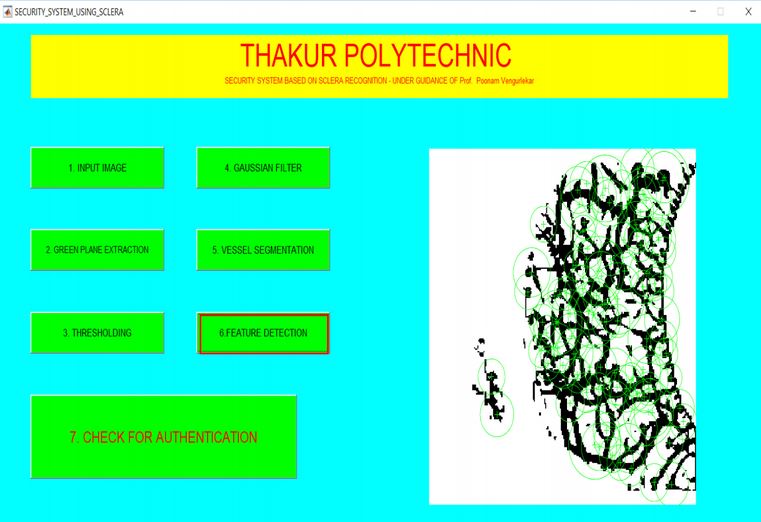 SECURITY_SYSTEM_USING_SCLERA
THAKUR POLYTECHNIC
SECURITY SYSTEM BASED ON SCLERA RECOGNITION - UNDER GUIDANCE OF Prof. Poonam Vengurlekar
1. INPUT IMAGE
4. GAUSSIAN FILTER
2. GREEN PLANE EXTRACTION
5. VESSEL SEGMENTATION
3. THRESHOLDING
6.FEATURE DETECTION
7. CHECK FOR AUTHENTICATION